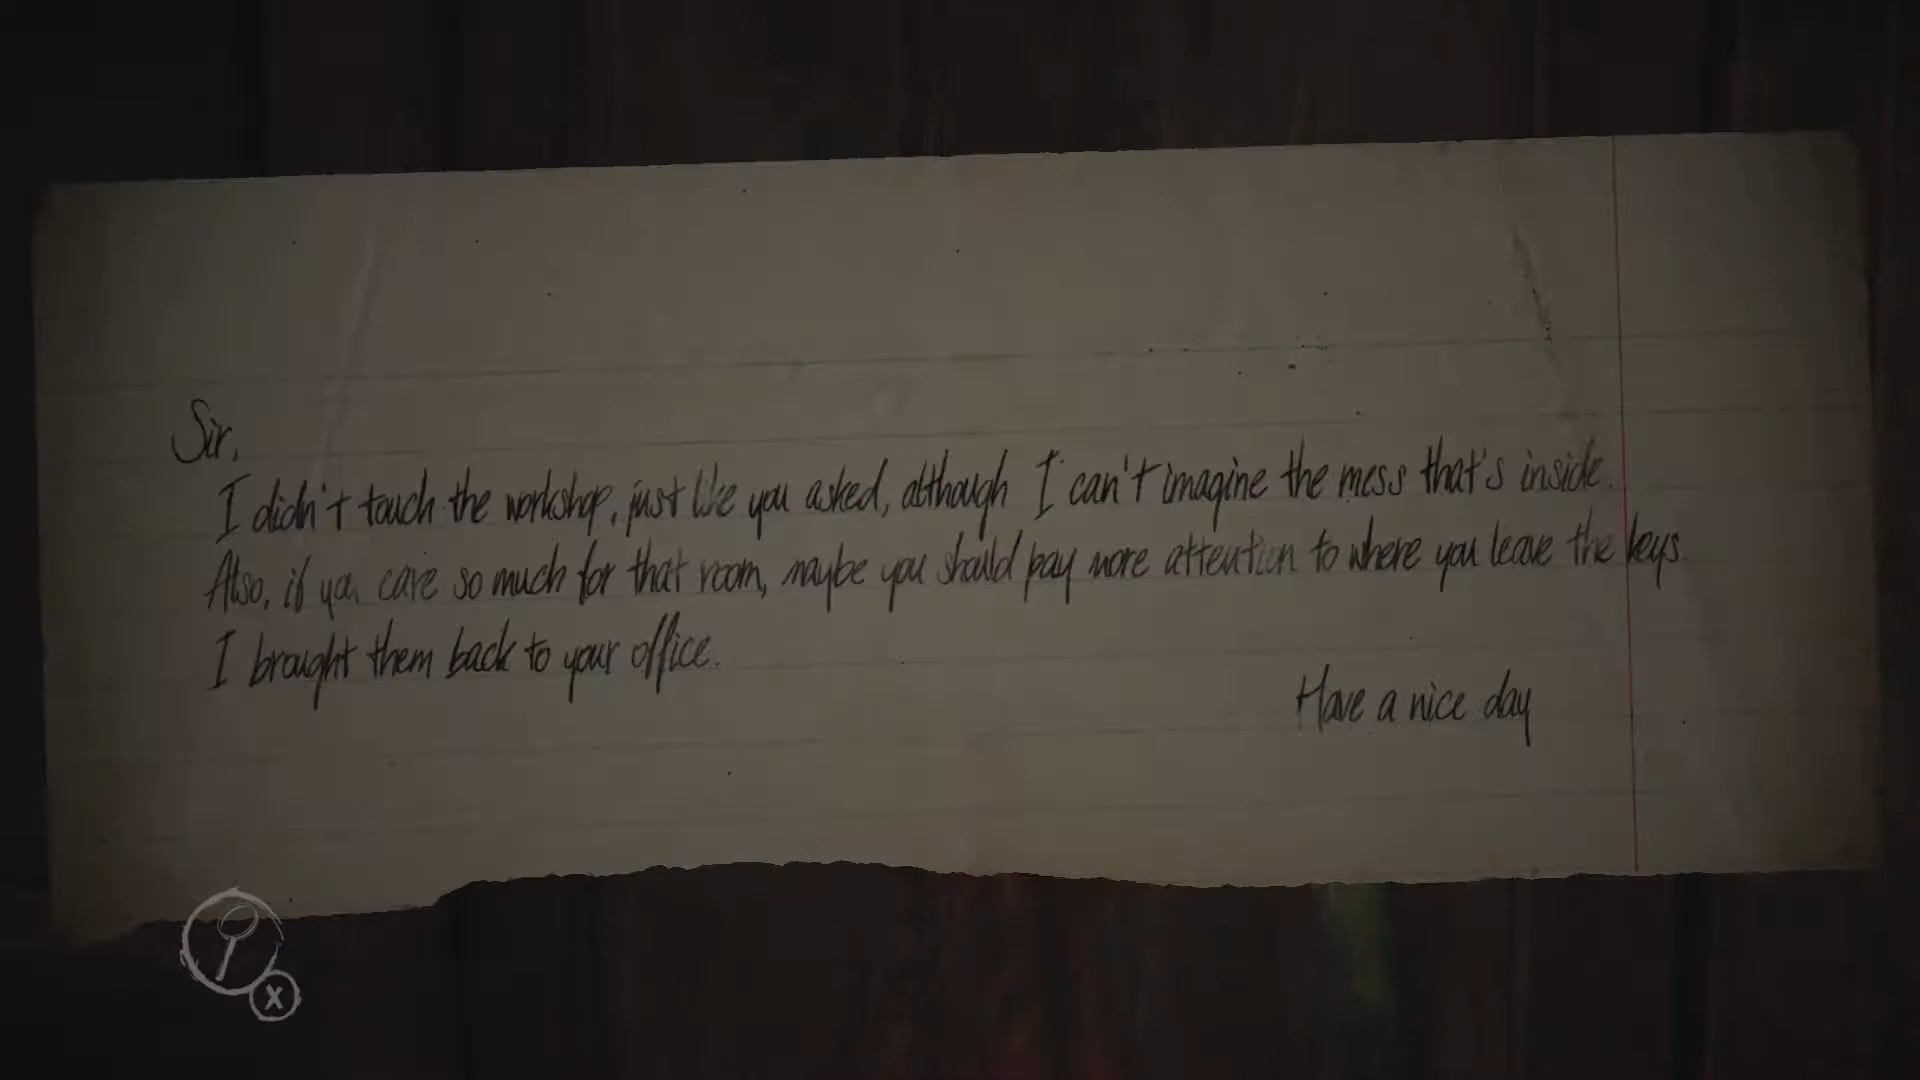 Sir,
I didn't touch the workshop, just like you asked, although I can't imagine the mess that's inside.
Also, if you care so much for that room, maybe you should pay more attention to where you leave the keys.
I brought them back to your office.
Have a nice day
X